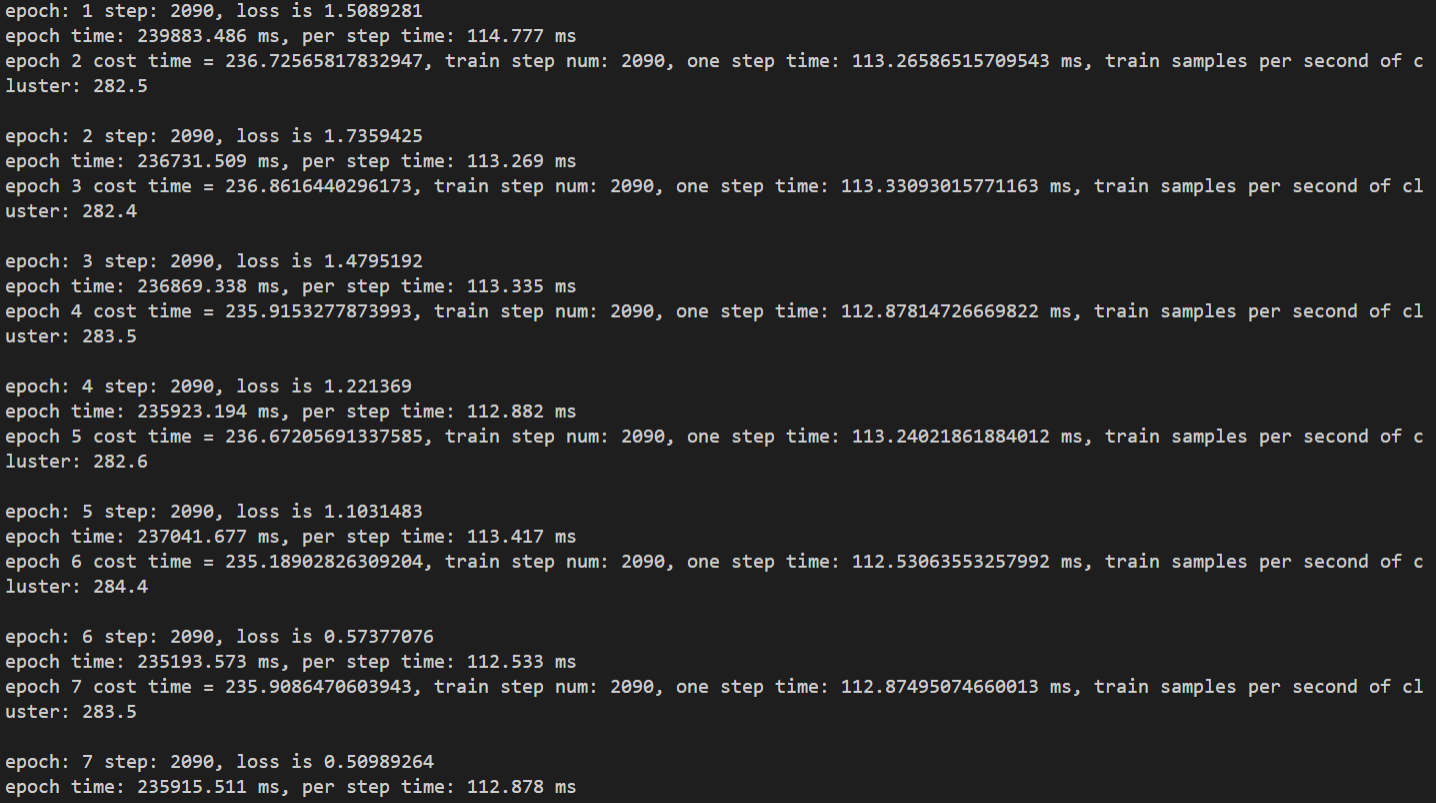 epoch: 1 step: 2090, loss is 1.5089281
epoch time: 239883.486 ms, per step time: 114.777 ms
epoch 2 cost time = 236.72565817832947, train step num: 2090, one step time: 113.26586515709543 ms, train samples per second of c
luster: 282.5
epoch: 2 step: 2090, loss is 1.7359425
epoch time: 236731.509 ms, per step time: 113.269 ms
epoch 3 cost time = 236.8616440296173, train step num: 2090, one step time: 113.33093015771163 ms, train samples per second of cl
uster: 282.4
epoch: 3 step: 2090, loss is 1.4795192
epoch time: 236869.338 ms, per step time: 113.335 ms
epoch 4 cost time = 235.9153277873993, train step num: 2090, one step time: 112.87814726669822 ms, train samples per second of cl
uster: 283.5
epoch: 4 step: 2090, loss is 1.221369
epoch time: 235923.194 ms, per step time: 112.882 ms
epoch 5 cost time = 236.67205691337585, train step num: 2090, one step time: 113.24021861884012 ms, train samples per second of c
luster: 282.6
epoch: 5 step: 2090, loss is 1.1031483
epoch time: 237041.677 ms, per step time: 113.417 ms
epoch 6 cost time = 235.18902826309204, train step num: 2090, one step time: 112.53063553257992 ms, train samples per second of c
luster: 284.4
epoch: 6 step: 2090, loss is 0.57377076
epoch time: 235193.573 ms, per step time: 112.533 ms
epoch 7 cost time = 235.9086470603943, train step num: 2090, one step time: 112.87495074660013 ms, train samples per second of cl
uster: 283.5
epoch: 7 step: 2090, loss is 0.50989264
epoch time: 235915.511 ms, per step time: 112.878 ms